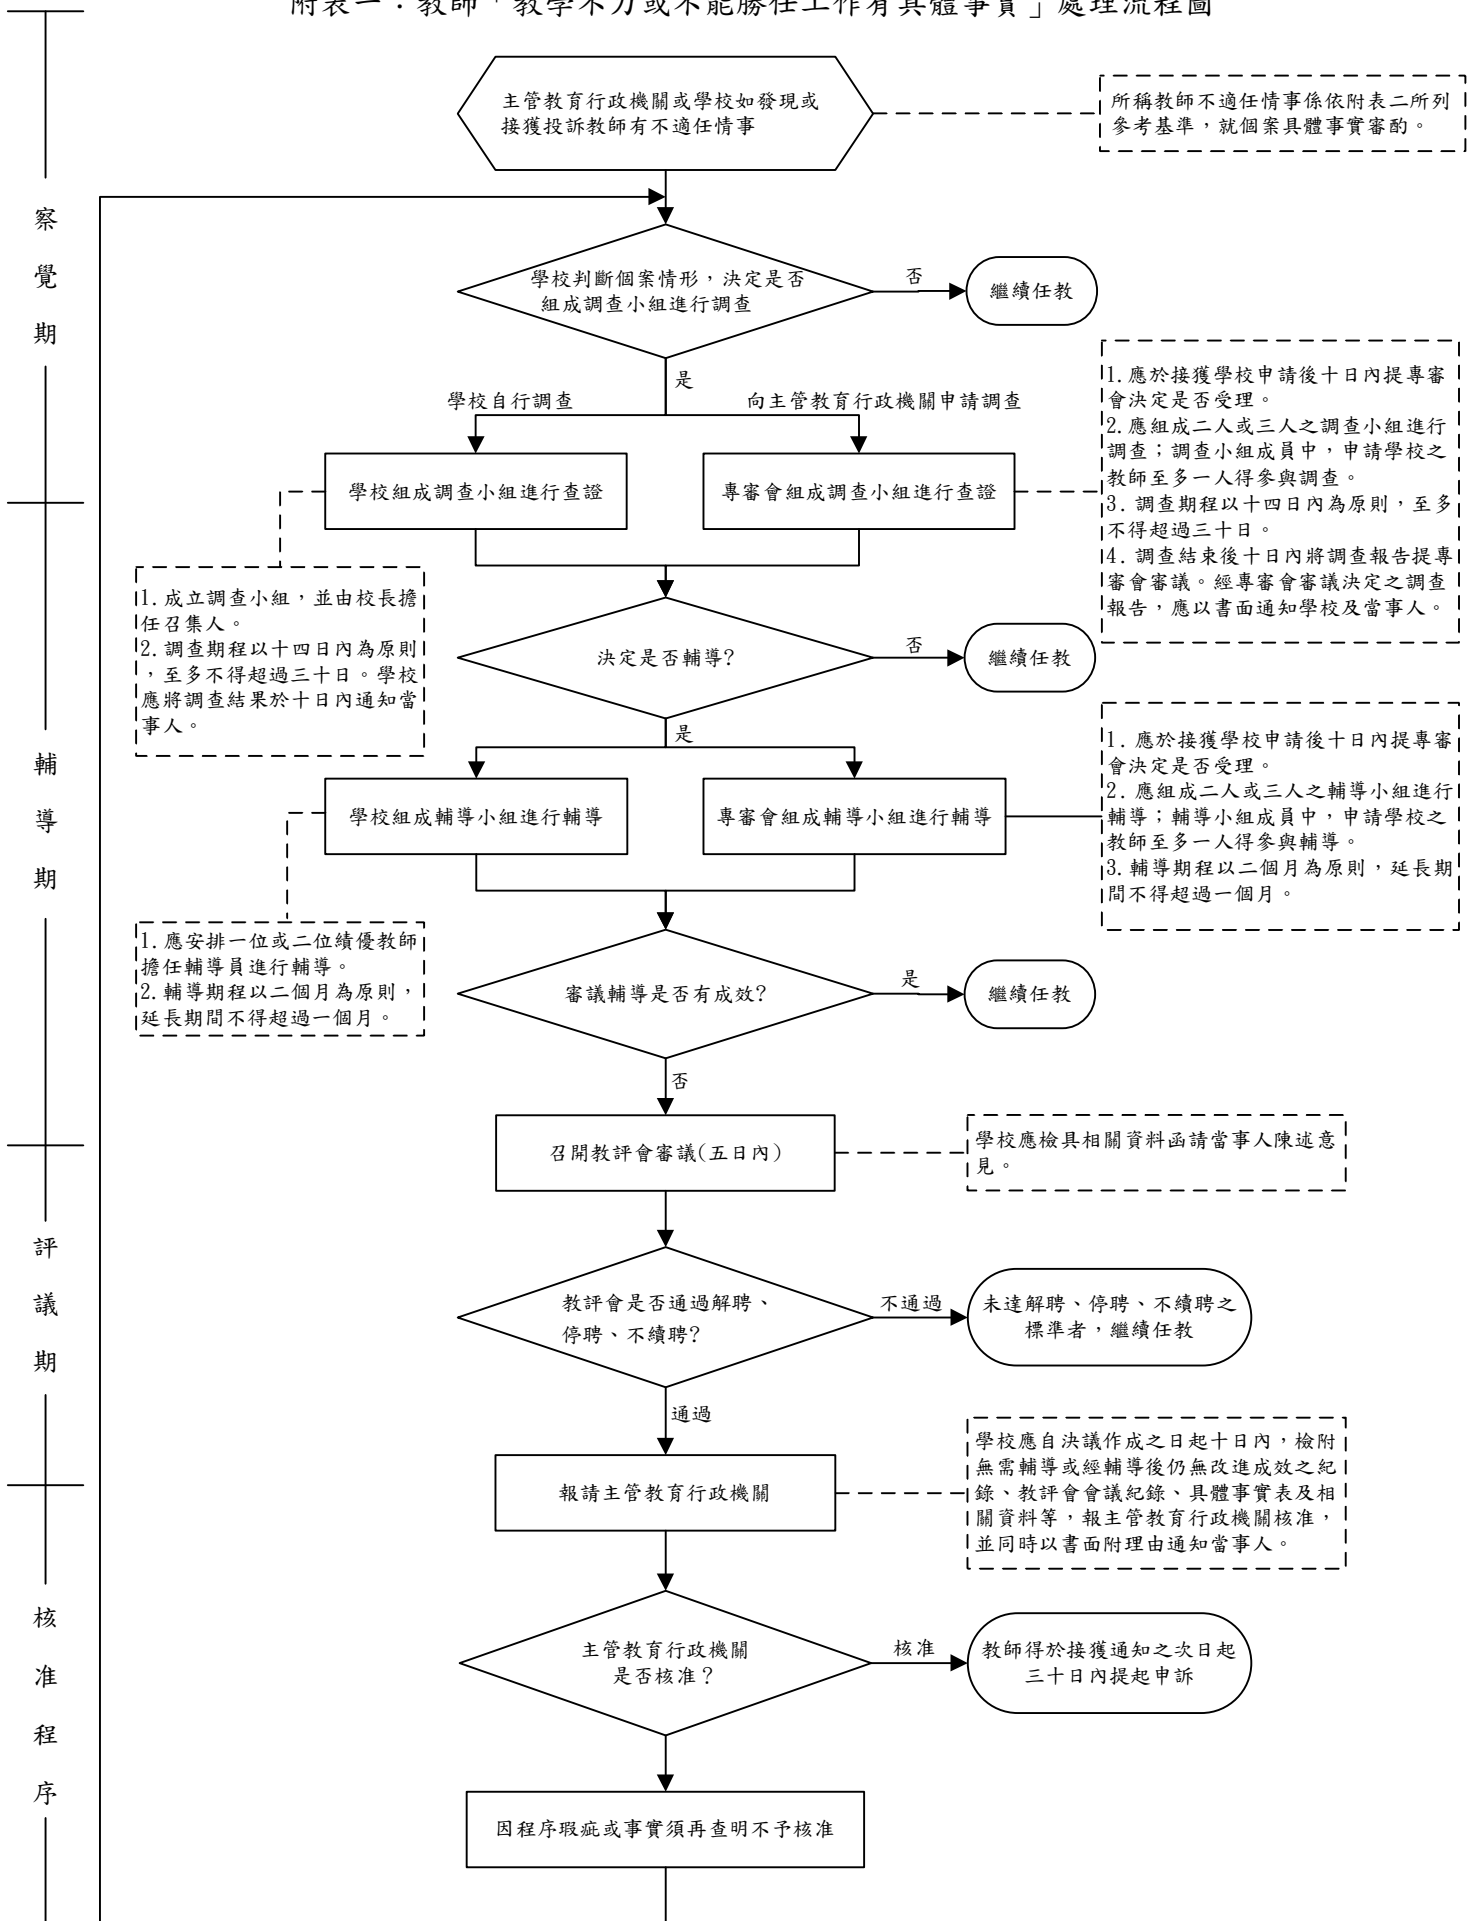 附表一：教師「教學不力或不能勝任工作有具體事實」處理流程圖
主管教育行政機關或學校如發現或
接獲投訴教師有不適任情事
所稱教師不適任情事係依附表二所列
參考基準，就個案具體事實審酌。
察
覺
期
學校判斷個案情形，決定是否
組成調查小組進行調查
否
繼續任教
是
學校自行調查
向主管教育行政機關申請調查
學校組成調查小組進行查證
專審會組成調查小組進行查證
1.應於接獲學校申請後十日內提專審
會決定是否受理。
2.應組成二人或三人之調查小組進行
調查；調查小組成員中，申請學校之
教師至多一人得參與調查。
3.調查期程以十四日內為原則，至多
不得超過三十日。
4.調查結束後十日內將調查報告提專
審會審議。經專審會審議決定之調查
報告，應以書面通知學校及當事人。
1.成立調查小組，並由校長擔
任召集人。
2.調查期程以十四日內為原則
，至多不得超過三十日。學校
應將調查結果於十日內通知當
事人。
決定是否輔導?
否
繼續任教
是
輔
導
期
學校組成輔導小組進行輔導
專審會組成輔導小組進行輔導
1.應於接獲學校申請後十日內提專審
會決定是否受理。
2.應組成二人或三人之輔導小組進行
輔導；輔導小組成員中，申請學校之
教師至多一人得參與輔導。
3.輔導期程以二個月為原則，延長期
間不得超過一個月。
1.應安排一位或二位績優教師
擔任輔導員進行輔導。
2.輔導期程以二個月為原則，
延長期間不得超過一個月。
審議輔導是否有成效?
是
繼續任教
否
召開教評會審議(五日內)
學校應檢具相關資料函請當事人陳述意
見。
評
議
期
教評會是否通過解聘、
停聘、不續聘?
不通過
未達解聘、停聘、不續聘之
標準者，繼續任教
通過
報請主管教育行政機關
學校應自決議作成之日起十日內，檢附
無需輔導或經輔導後仍無改進成效之紀
錄、教評會會議紀錄、具體事實表及相
關資料等，報主管教育行政機關核准，
並同時以書面附理由通知當事人。
核
准
程
序
主管教育行政機關
是否核准？
核准
教師得於接獲通知之次日起
三十日內提起申訴
因程序瑕疵或事實須再查明不予核准